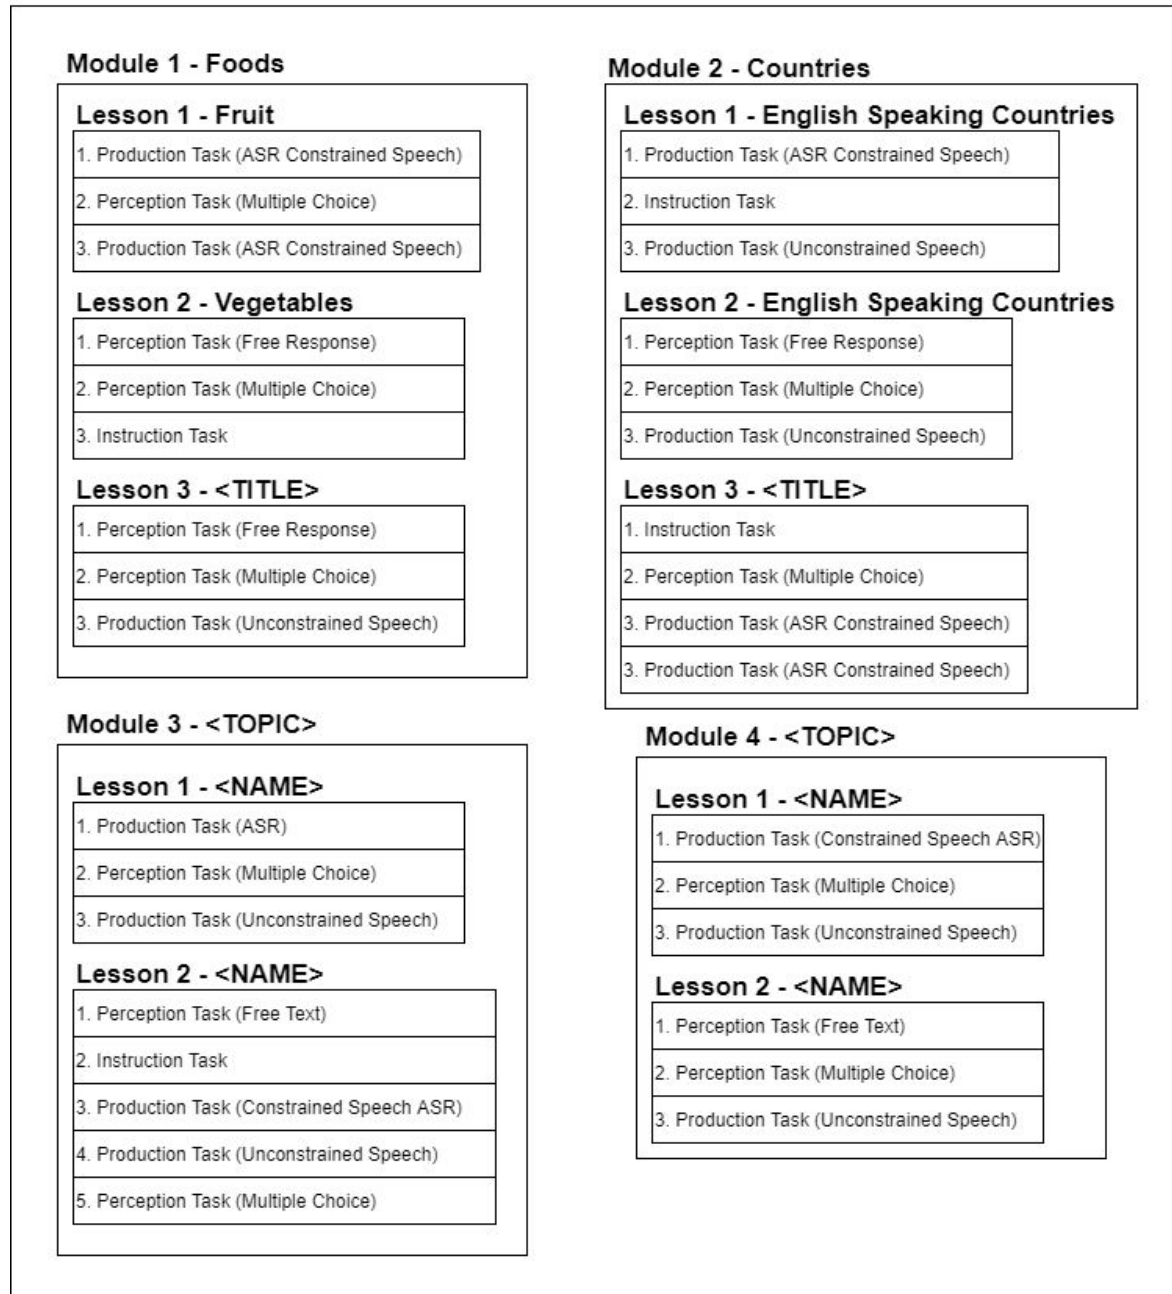 Module 1 - Foods
Lesson 1 - Fruit
1. Production Task (ASR Constrained Speech)
2. Perception Task (Multiple Choice)
3. Production Task (ASR Constrained Speech)
Lesson 2 - Vegetables
1. Perception Task (Free Response)
2. Perception Task (Multiple Choice)
3. Instruction Task
Lesson 3 - <TITLE>
1. Perception Task (Free Response)
2. Perception Task (Multiple Choice)
3. Production Task (Unconstrained Speech)
Module 2 - Countries
Lesson 1 - English Speaking Countries
1. Production Task (ASR Constrained Speech)
2. Instruction Task
3. Production Task (Unconstrained Speech)
Lesson 2 - English Speaking Countries
1. Perception Task (Free Response)
2. Perception Task (Multiple Choice)
3. Production Task (Unconstrained Speech)
Lesson 3 - <TITLE>
1. Instruction Task
2. Perception Task (Multiple Choice)
3. Production Task (ASR Constrained Speech)
3. Production Task (ASR Constrained Speech)
Module 3 - <TOPIC>
Lesson 1 - <NAME>
1. Production Task (ASR)
2. Perception Task (Multiple Choice)
3. Production Task (Unconstrained Speech)
Lesson 2 - <NAME>
1. Perception Task (Free Text)
2. Instruction Task
3. Production Task (Constrained Speech ASR)
4. Production Task (Unconstrained Speech)
5. Perception Task (Multiple Choice)
Module 4 - <TOPIC>
Lesson 1 - <NAME>
1. Production Task (Constrained Speech ASR)
2. Perception Task (Multiple Choice)
3. Production Task (Unconstrained Speech)
Lesson 2 - <NAME>
1. Perception Task (Free Text)
2. Perception Task (Multiple Choice)
3. Production Task (Unconstrained Speech)